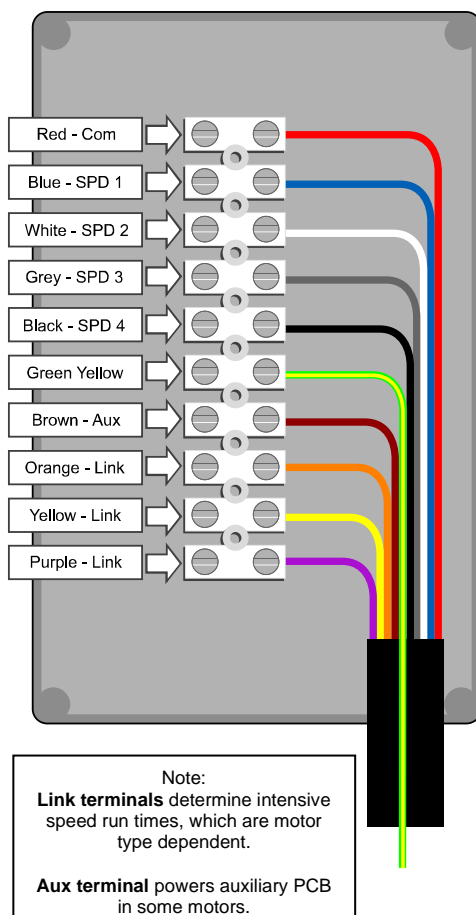 Red - Com
Blue - SPD 1
White - SPD 2
Grey - SPD 3
Black - SPD 4
Green Yellow
Brown - Aux
Orange - Link
Yellow - Link
Purple - Link
Note:
Link terminals determine intensive
speed run times, which are motor
type dependent.
Aux terminal powers auxiliary PCB
in some motors.